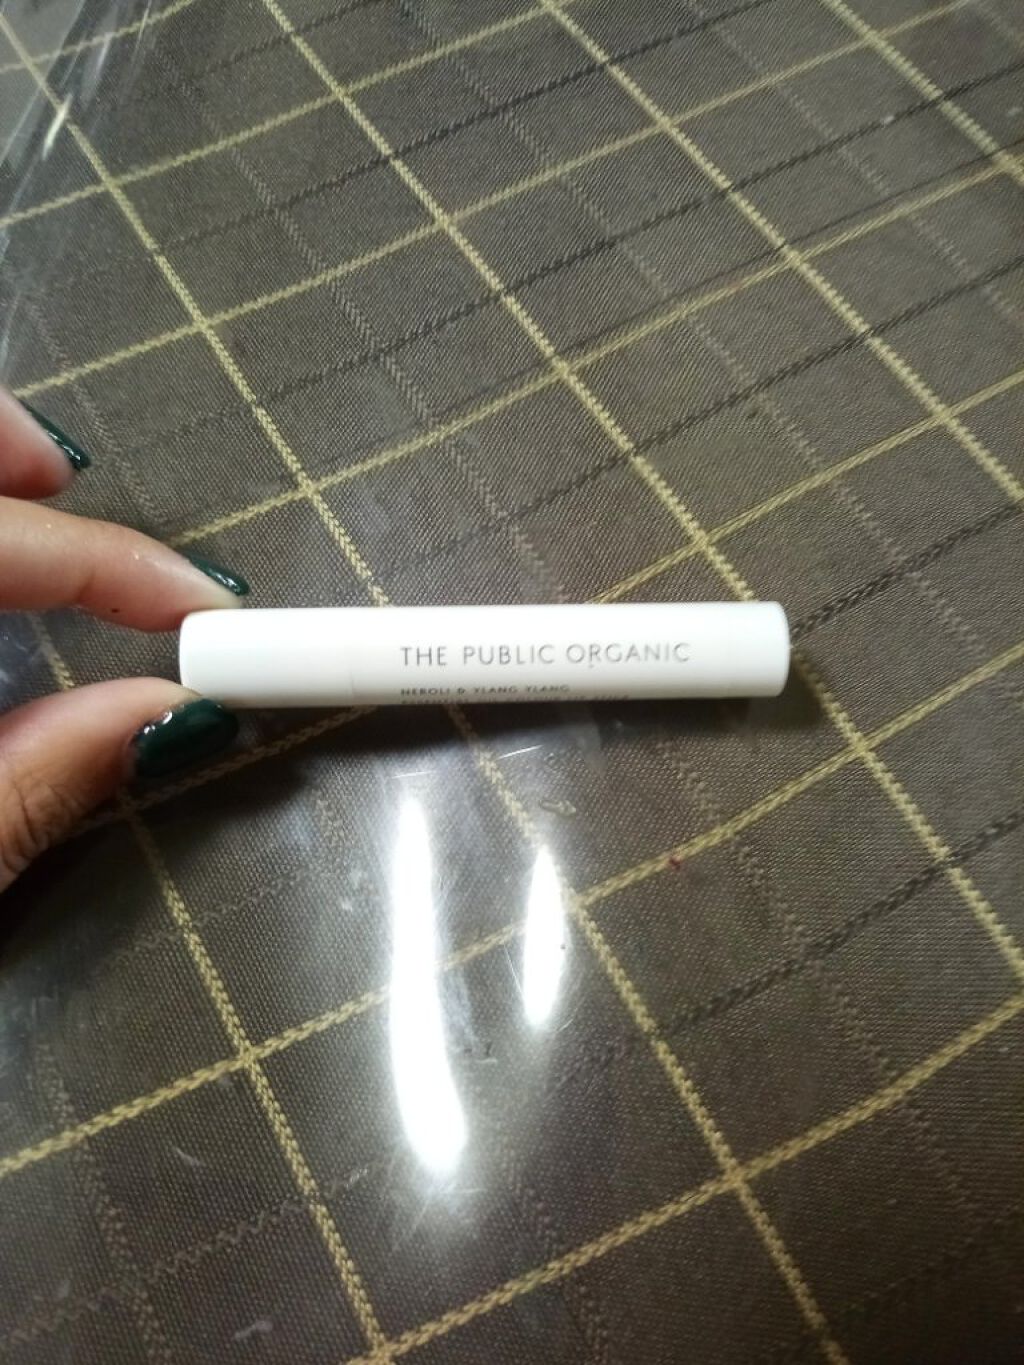 THE PUBLIC ORGANIC
NEROLI & YLANG YLANG